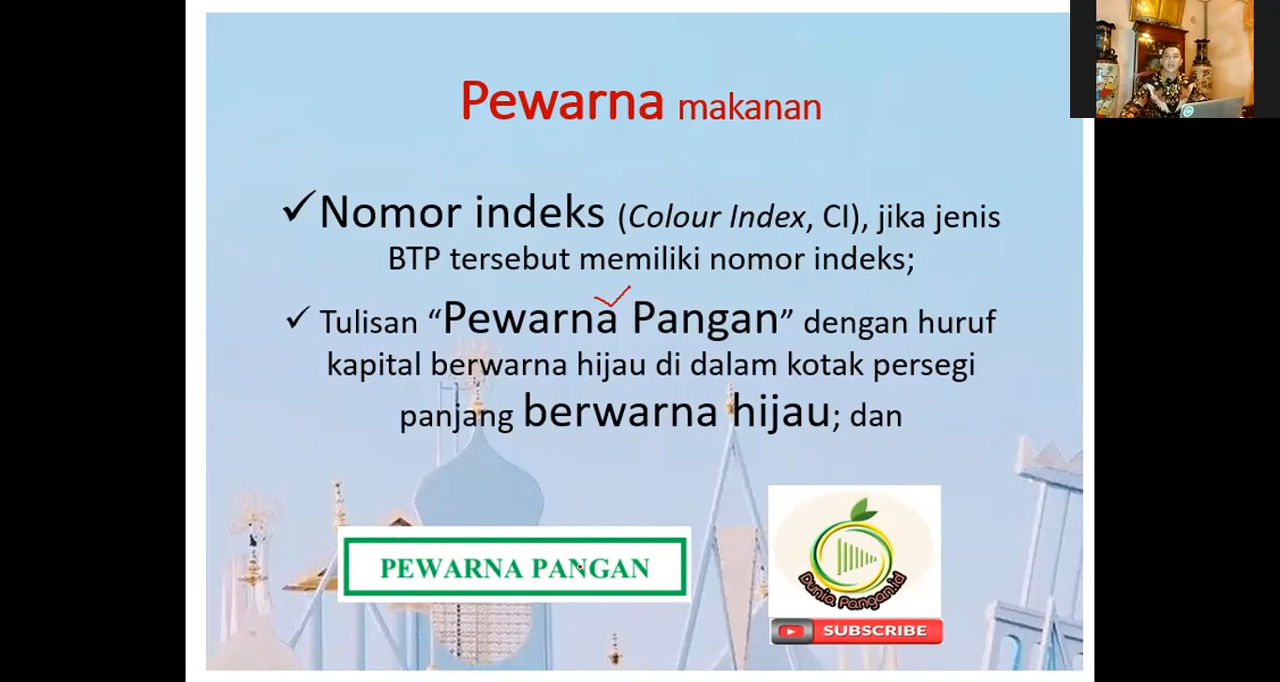 Pewarna makanan
✓Nomor indeks (Colour Index, CI), jika jenis
BTP tersebut memiliki nomor indeks;
✓ Tulisan “Pewarna Pangan” dengan huruf
kapital berwarna hijau di dalam kotak persegi
panjang berwarna hijau; dan
PEWARNA PANGAN
Dunia Pangan.id
SUBSCRIBE